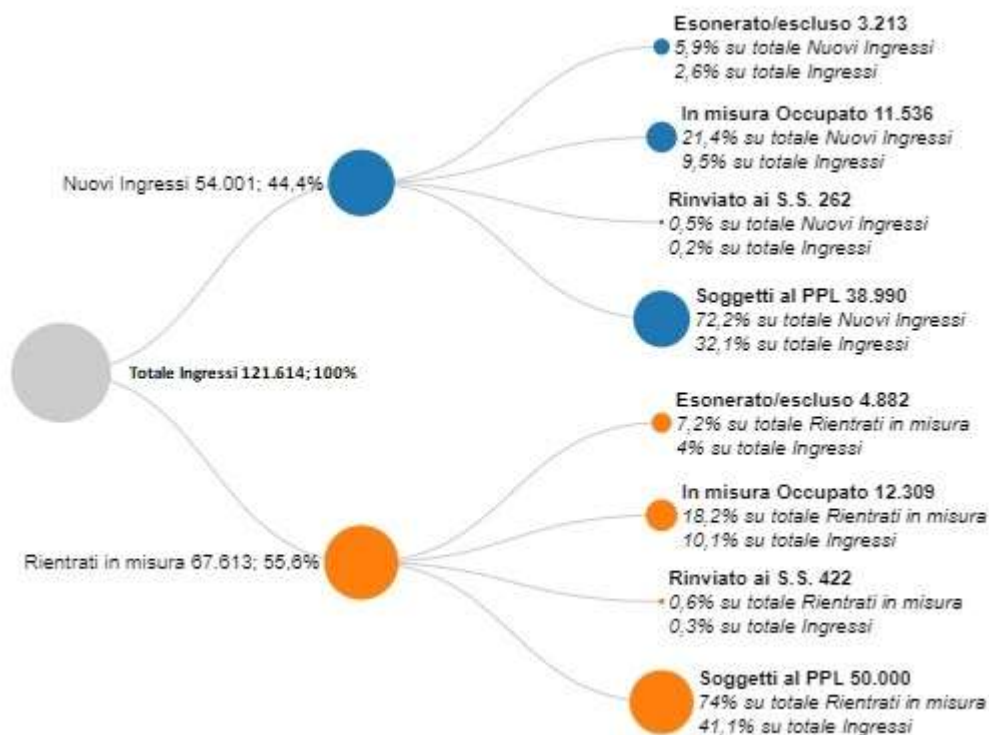 Esonerato/escluso 3.213
5,9% su totale Nuovi Ingressi
2,6% su totale Ingressi
In misura Occupato 11.536
21,4% su totale Nuovi Ingressi
9,5% su totale Ingressi
Nuovi Ingressi 54.001; 44,4%
Rinviato ai S.S. 262
0,5% su totale Nuovi Ingressi
0,2% su totale Ingressi
Soggetti al PPL 38.990
72,2% su totale Nuovi Ingressi
32,1% su totale Ingressi
Totale Ingressi 121.614; 100%
Esonerato/escluso 4.882
7,2% su totale Rientrati in misura
4% su totale Ingressi
In misura Occupato 12.309
18,2% su totale Rientrati in misura
10,1% su totale Ingressi
Rientrati in misura 67.613; 55,6%
Rinviato ai S.S. 422
0,6% su totale Rientrati in misura
0,3% su totale Ingressi
Soggetti al PPL 50.000
74% su totale Rientrati in misura
41,1% su totale Ingressi